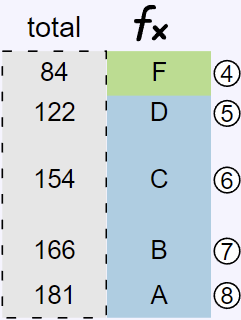 total fx
84 F ④
122 D ⑤
154 C ⑥
166 B ⑦
181 A ⑧